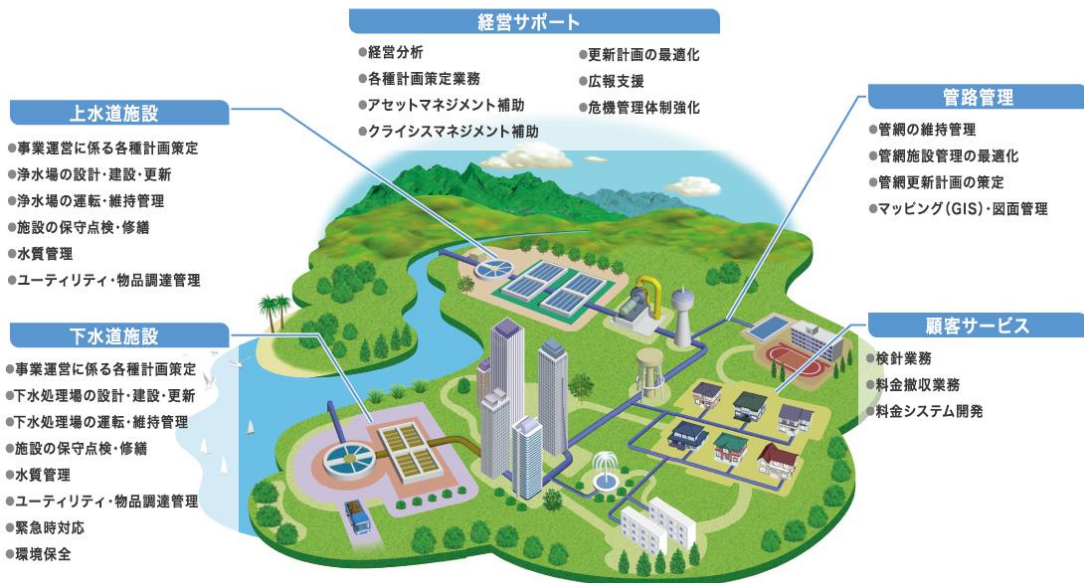 経営サポート
●経営分析
●各種計画策定業務
●アセットマネジメント補助
●クライシスマネジメント補助
●更新計画の最適化
●広報支援
●危機管理体制強化
上水道施設
●事業運営に係る各種計画策定
●浄水場の設計・建設・更新
●浄水場の運転・維持管理
●施設の保守点検・修繕
●水質管理
●ユーティリティ・物品調達管理
管路管理
●管網の維持管理
●管網施設管理の最適化
●管網更新計画の策定
●マッピング(GIS)・図面管理
下水道施設
●事業運営に係る各種計画策定
●下水処理場の設計・建設・更新
●下水処理場の運転・維持管理
●施設の保守点検・修繕
●水質管理
●ユーティリティ・物品調達管理
●緊急時対応
●環境保全
顧客サービス
●検針業務
●料金撤収業務
●料金システム開発